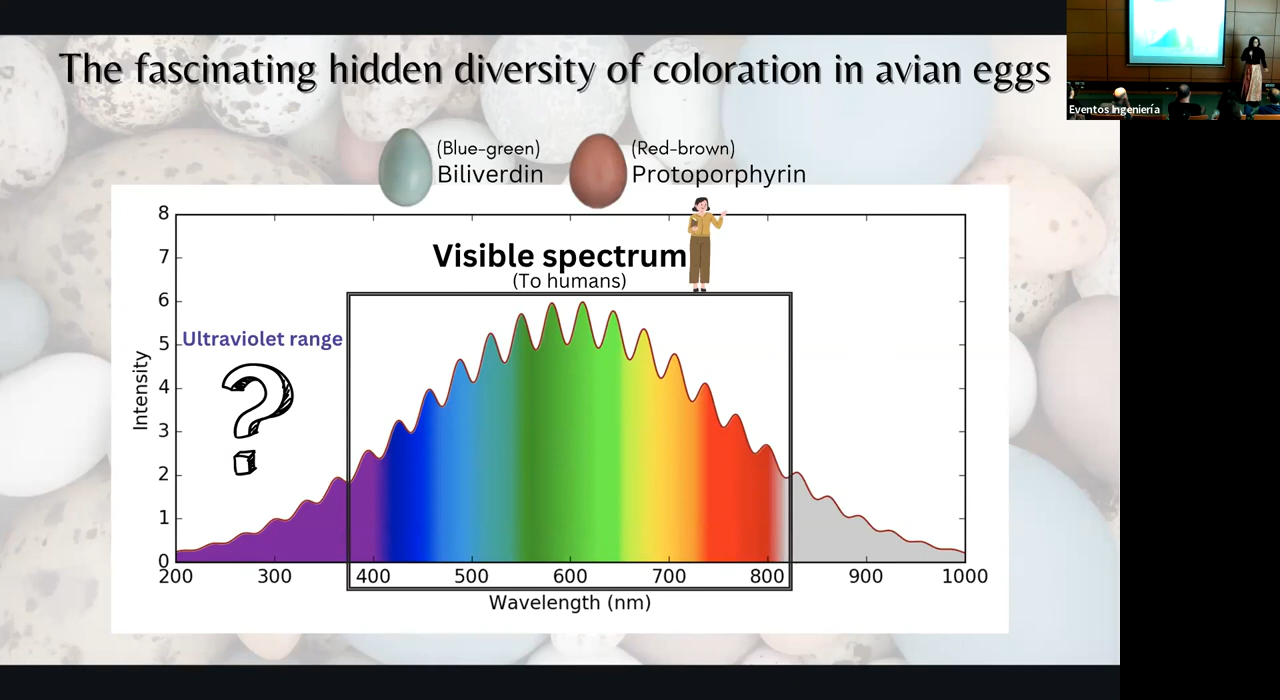 The fascinating hidden diversity of coloration in avian eggs
Eventos Ingeniería
(Blue-green)
Biliverdin
(Red-brown)
Protoporphyrin
Visible spectrum
(To humans)
Ultraviolet range
?
Intensity
8
7
6
5
4
3
2
1
0
200 300 400 500 600 700 800 900 1000
Wavelength (nm)